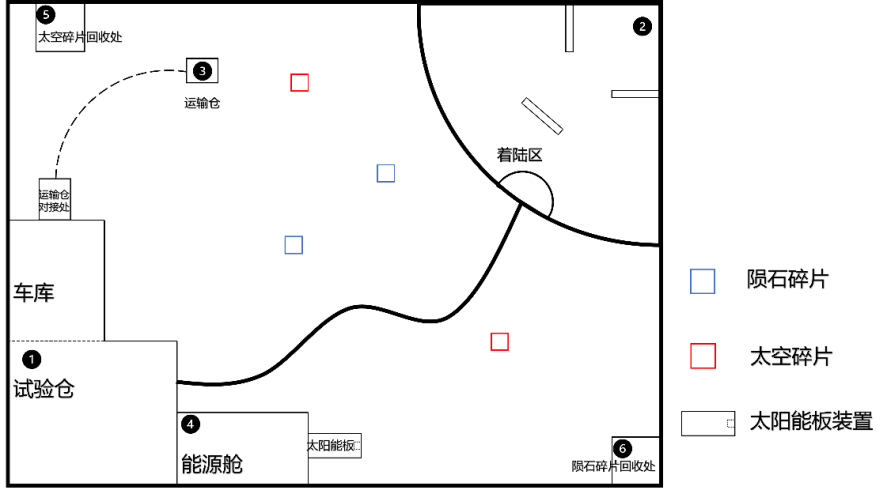 5
太空碎片回收处
2
3
运输仓
着陆区
运输仓
对接处
车库
陨石碎片
1
试验仓
太空碎片
4
能源舱
太阳能板
太阳能板装置
6
陨石碎片回收处